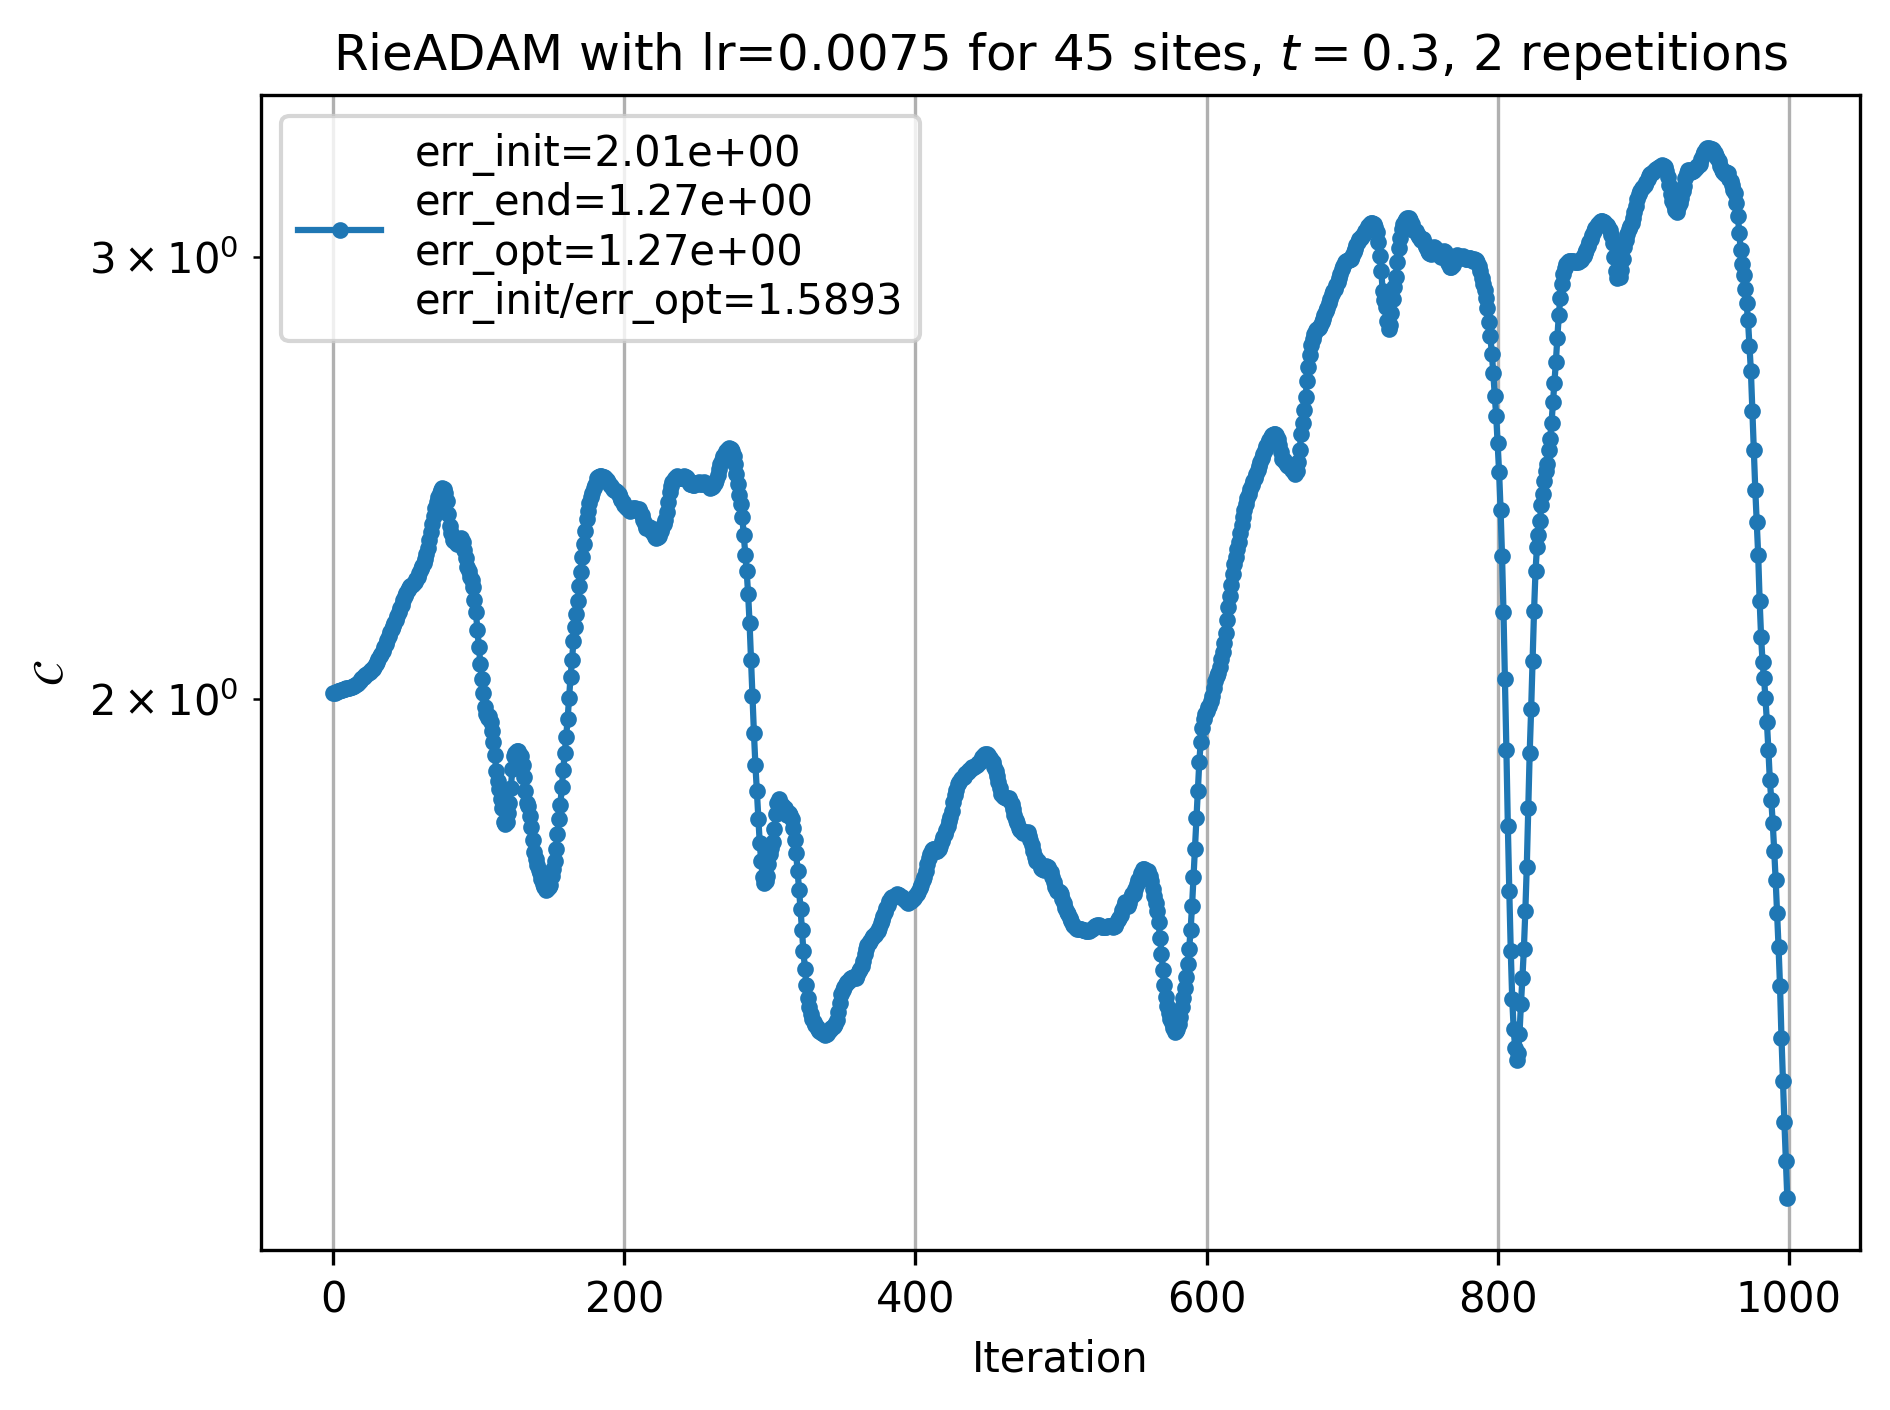 RieADAM with lr=0.0075 for 45 sites, t = 0.3, 2 repetitions
err_init=2.01e+00
err_end=1.27e+00
err_opt=1.27e+00
err_init/err_opt=1.5893
3 × 10⁰
2 × 10⁰
C
0 200 400 600 800 1000
Iteration